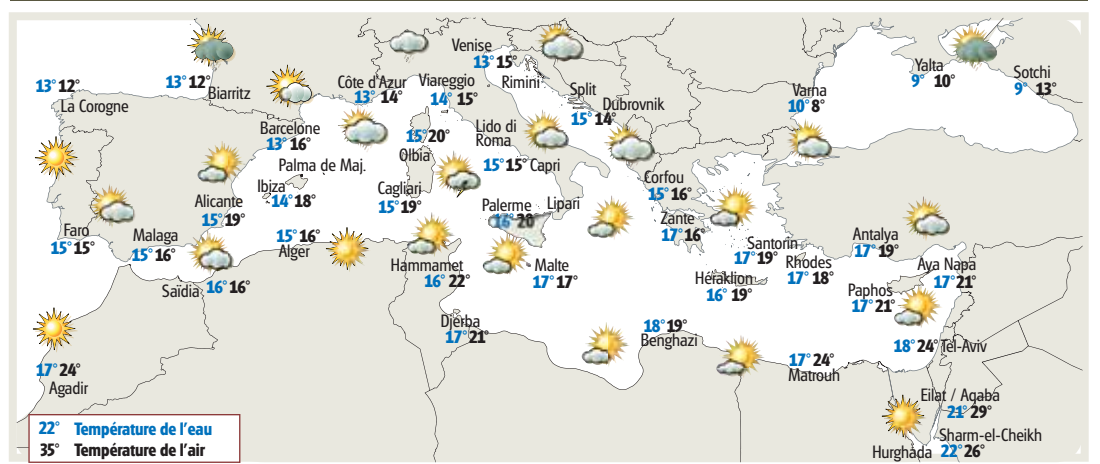 Venise
13° 15°
Rimini
Yalta
9° 10°
Sotchi
9° 13°
13° 12°
La Corogne
13° 12°
Biarritz
Côte d'Azur
13° 14°
Viareggio
14° 15°
Split
Dubrovnik
15° 14°
Varna
10° 8°
Barcelone
13° 16°
15° 20°
Olbia
Lido di
Roma
15° 15° Capri
Palma de Maj.
Ibiza
14° 18°
Cagliari
15° 19°
Palerme
16° 20
Lipari
Corfou
15° 16°
Zante
17° 16°
Alicante
15° 19°
Faro
15° 15°
Malaga
15° 16°
15° 16°
Alger
Saïdia
16° 16°
Hammamet
16° 22°
Malte
17° 17°
Santorin
17° 19°
Rhodes
17° 18°
Héraklion
16° 19°
Antalya
17° 19°
Aya Napa
17° 21°
Paphos
17° 21°
Djerba
17° 21°
18° 19°
Benghazi
18° 24° Tel-Aviv
17° 24°
Matrouh
17° 24°
Agadir
Eilat / Aqaba
21° 29°
Sharm-el-Cheikh
Hurghada 22° 26°
22° Température de l'eau
35° Température de l'air